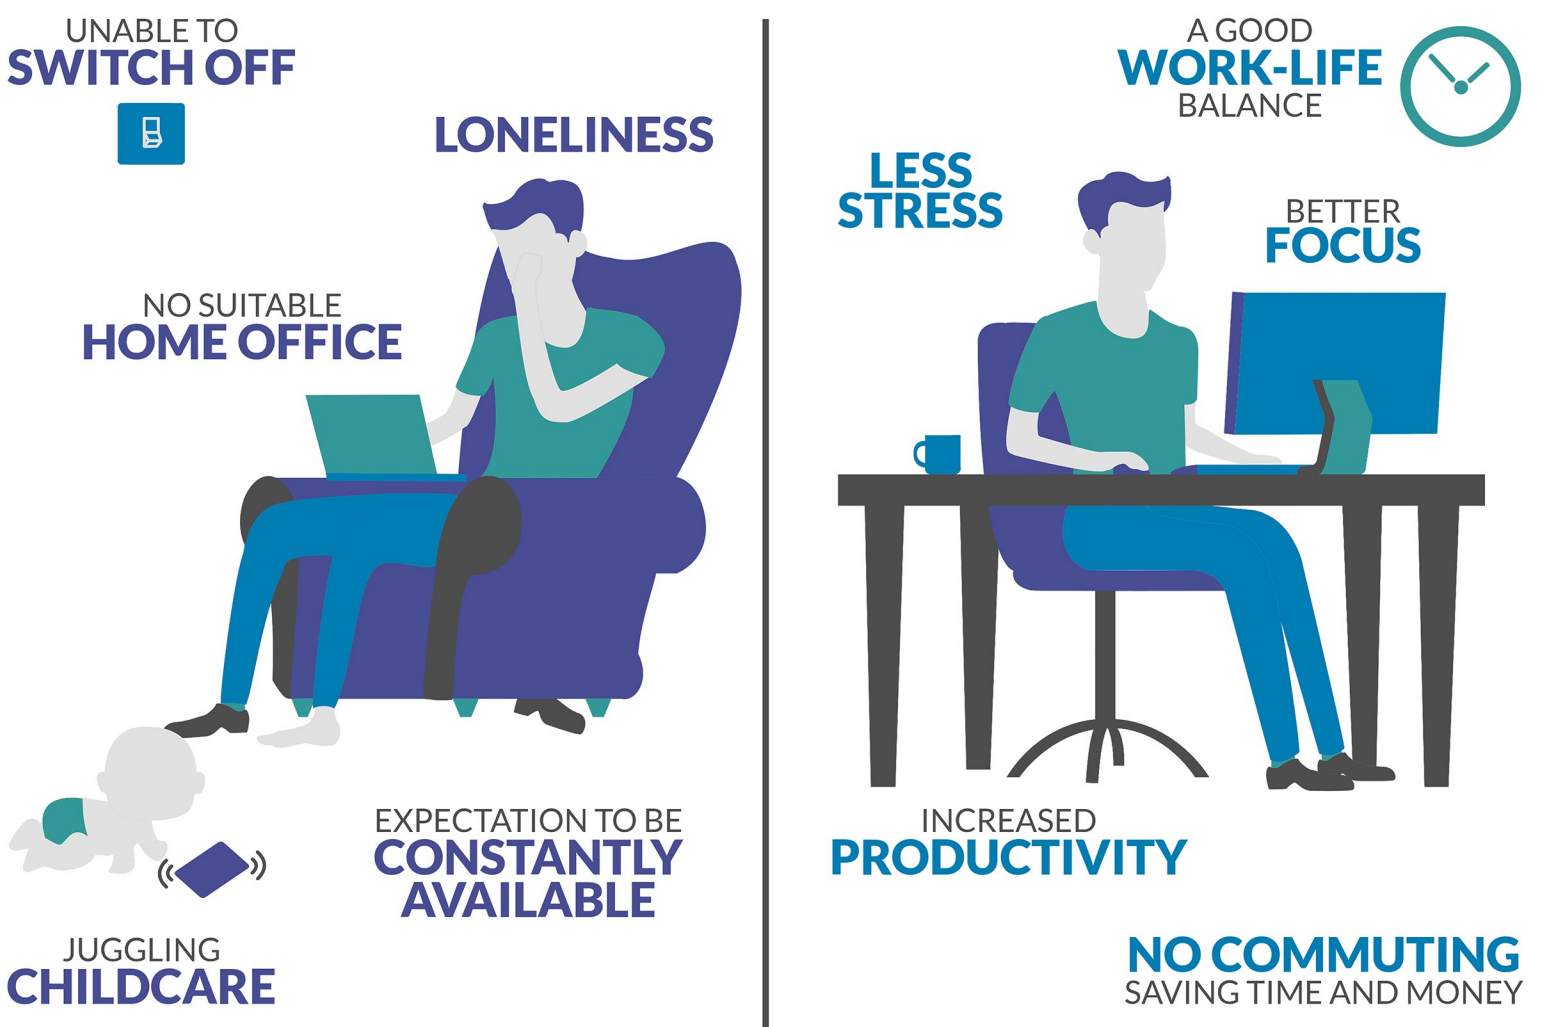 UNABLE TO
SWITCH OFF
LONELINESS
NO SUITABLE
HOME OFFICE
EXPECTATION TO BE
CONSTANTLY
AVAILABLE
JUGGLING
CHILDCARE
A GOOD
WORK-LIFE
BALANCE
LESS
STRESS
BETTER
FOCUS
INCREASED
PRODUCTIVITY
NO COMMUTING
SAVING TIME AND MONEY